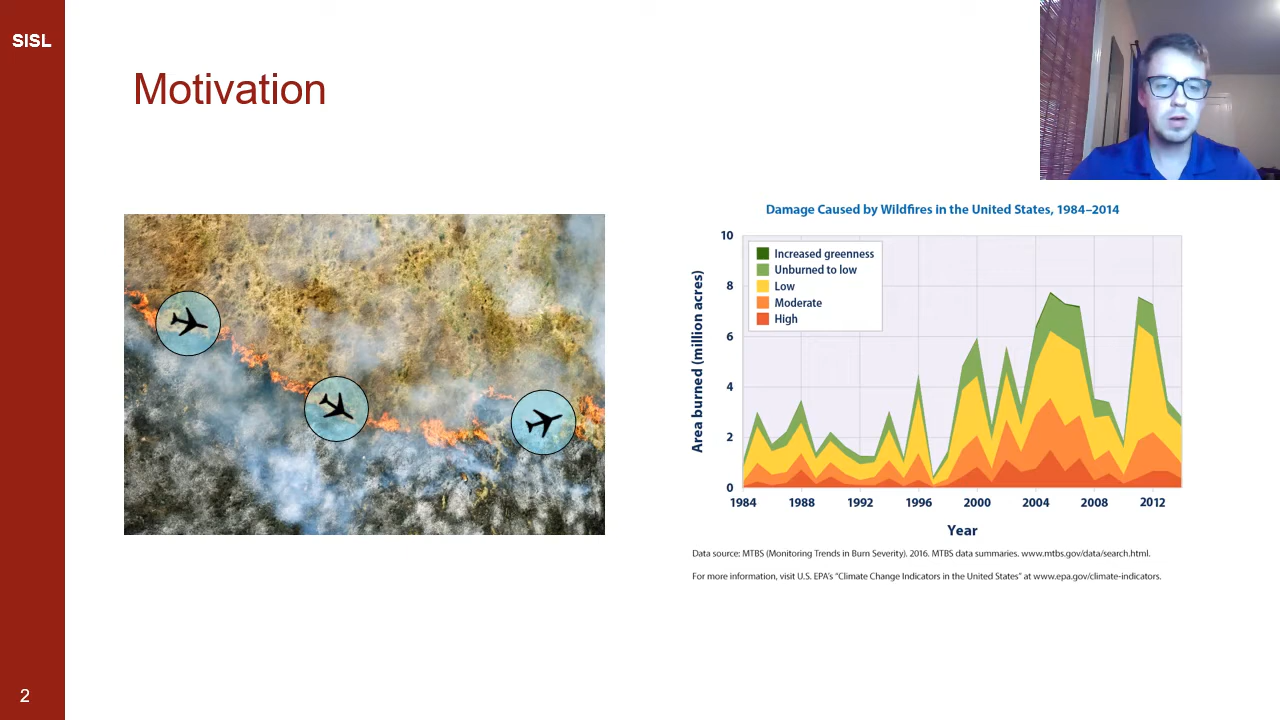 SISL
Motivation
Damage Caused by Wildfires in the United States, 1984–2014
Area burned (million acres)
10
8
6
4
2
0
Increased greenness
Unburned to low
Low
Moderate
High
1984 1988 1992 1996 2000 2004 2008 2012
Year
Data source: MTBS (Monitoring Trends in Burn Severity). 2016. MTBS data summaries. www.mtbs.gov/data/search.html.
For more information, visit U.S. EPA's "Climate Change Indicators in the United States" at www.epa.gov/climate-indicators.
2